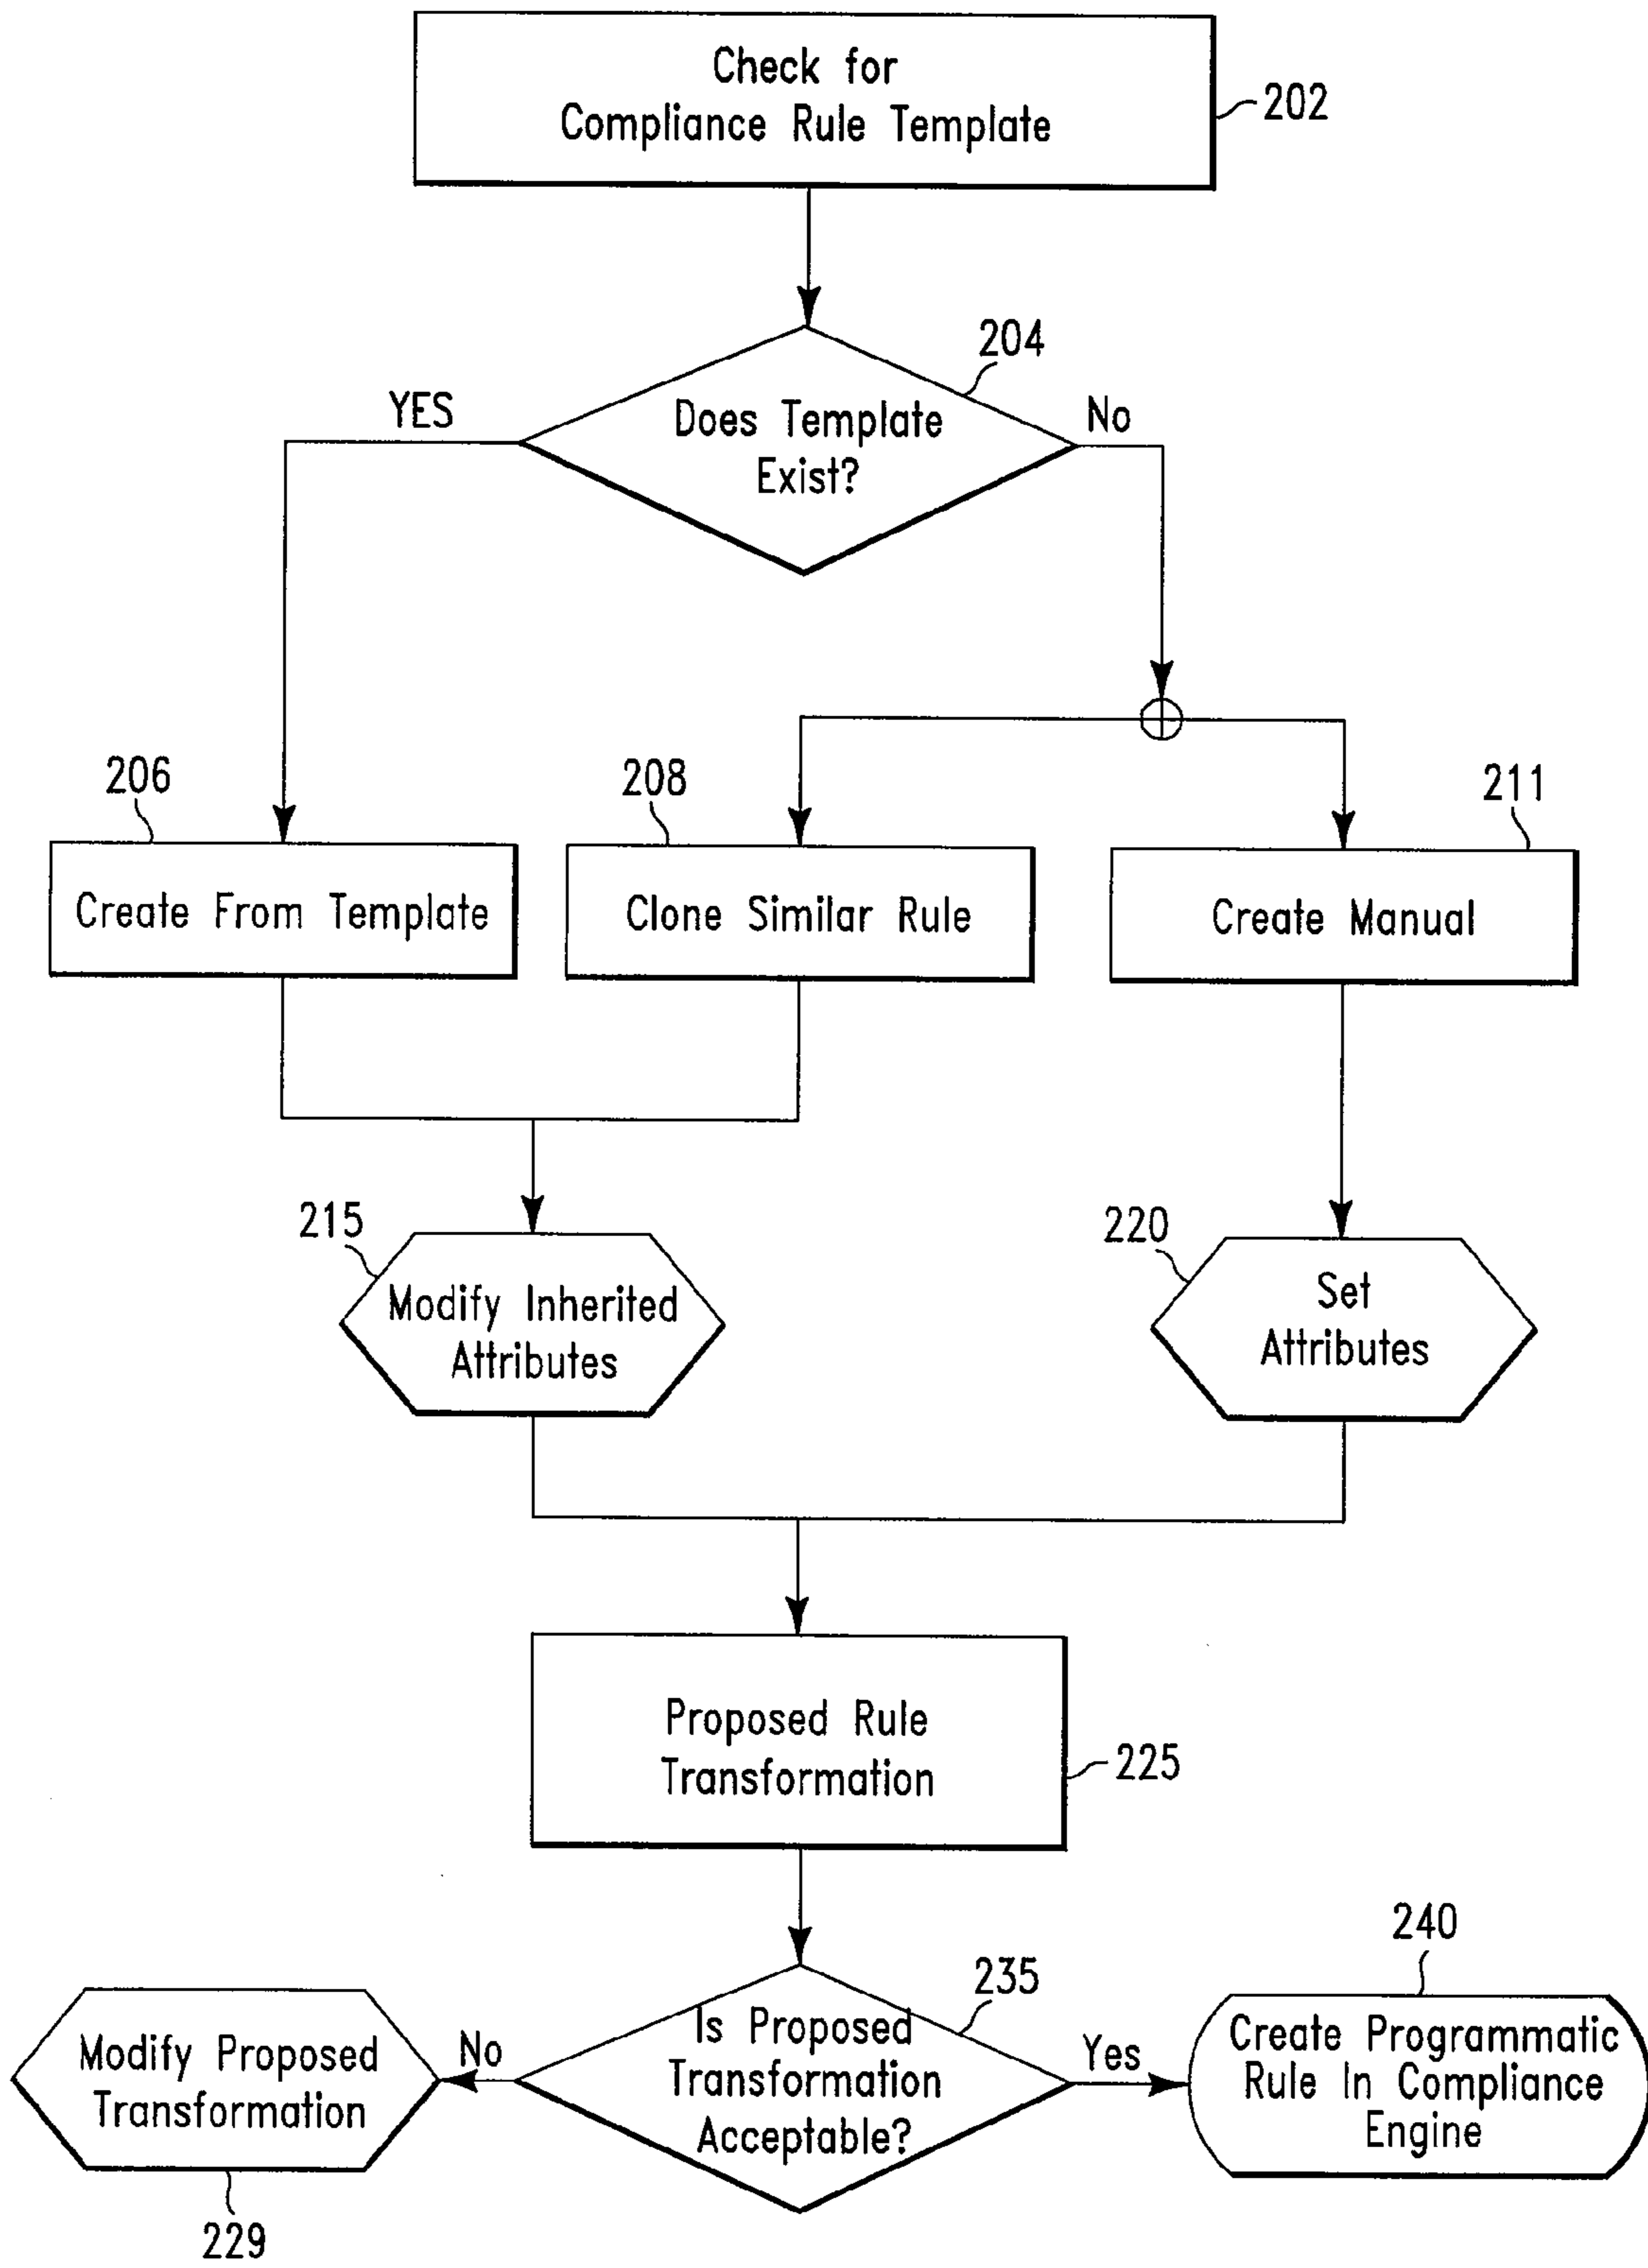 Check for
Compliance Rule Template
202
204
YES
Does Template
Exist?
No
206
208
211
Create From Template
Clone Similar Rule
Create Manual
215
220
Modify Inherited
Attributes
Set
Attributes
Proposed Rule
Transformation
225
235
240
Is Proposed
Transformation
Acceptable?
No
Yes
Modify Proposed
Transformation
229
Create Programmatic
Rule In Compliance
Engine